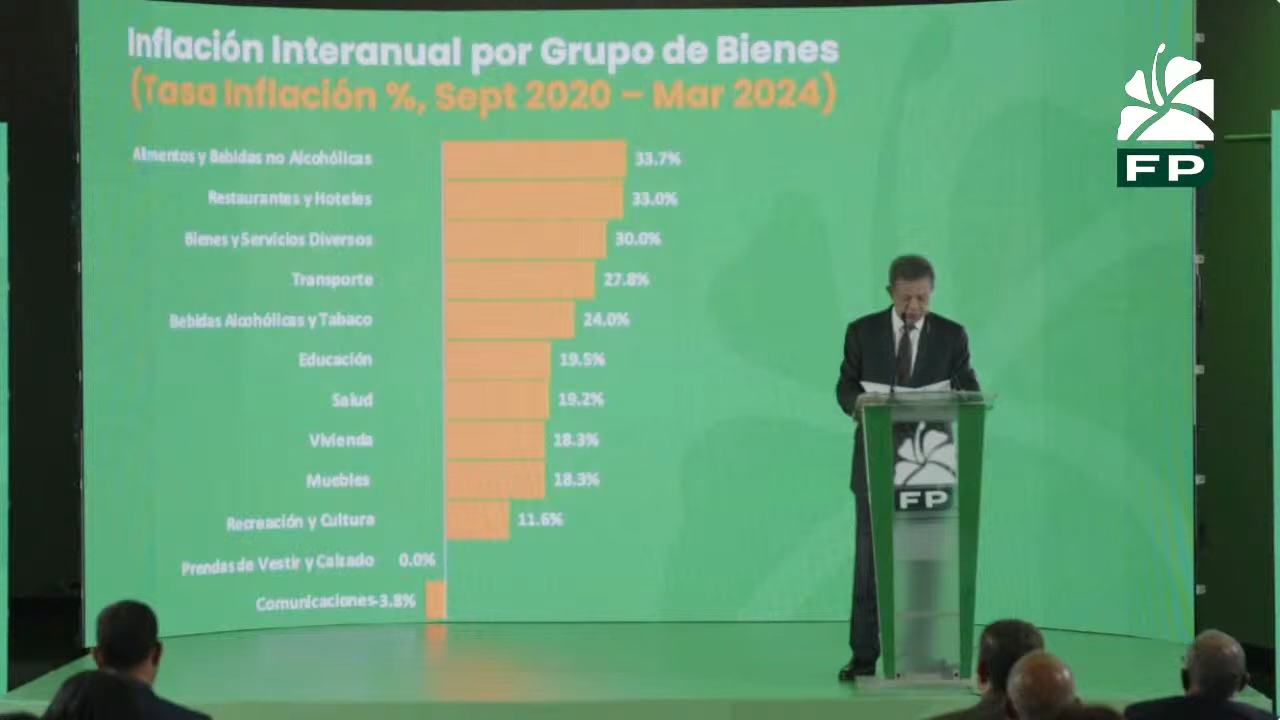 Inflación Interanual por Grupo de Bienes
(Tasa Inflación %, Sept 2020 – Mar 2024)
Alimentos y Bebidas no Alcohólicas 33.7%
Restaurantes y Hoteles 33.0%
Bienes y Servicios Diversos 30.0%
Transporte 27.8%
Bebidas Alcohólicas y Tabaco 24.0%
Educación 19.5%
Salud 19.2%
Vivienda 18.3%
Muebles 18.3%
Recreación y Cultura 11.6%
Prendas de Vestir y Calzado 0.0%
Comunicaciones -3.8%
FP
FP